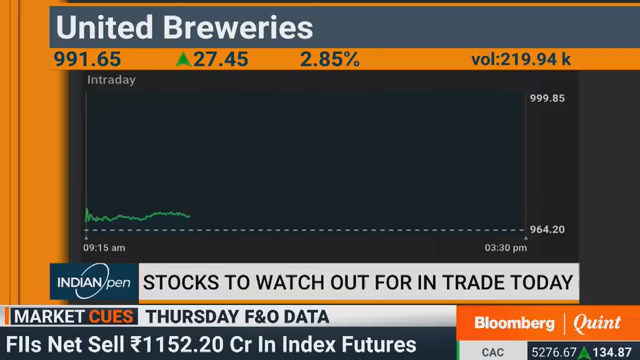 United Breweries
991.65 27.45 2.85% vol:219.94 k
Intraday
999.85
964.20
09:15 am 03:30 pm
INDIAN Open STOCKS TO WATCH OUT FOR IN TRADE TODAY
MARKET CUES THURSDAY F&O DATA
FIIs Net Sell ₹1152.20 Cr In Index Futures
Bloomberg Quint
CAC 5276.67 134.87